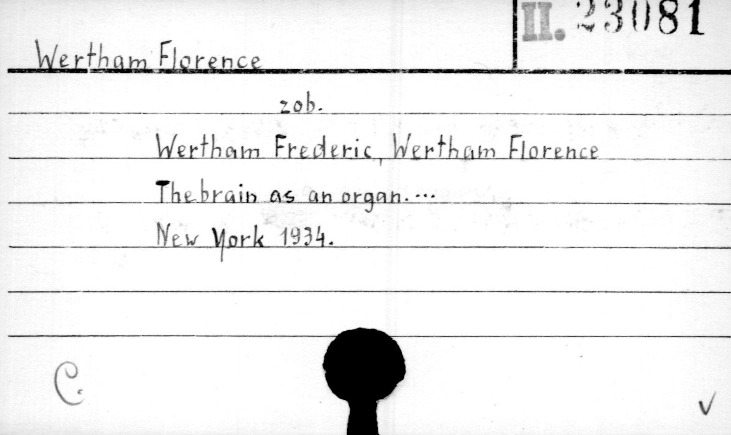 II. 23081
Wertham Florence
zob.
Wertham Frederic, Wertham Florence
The brain as an organ. ...
New York 1934.
C.
v